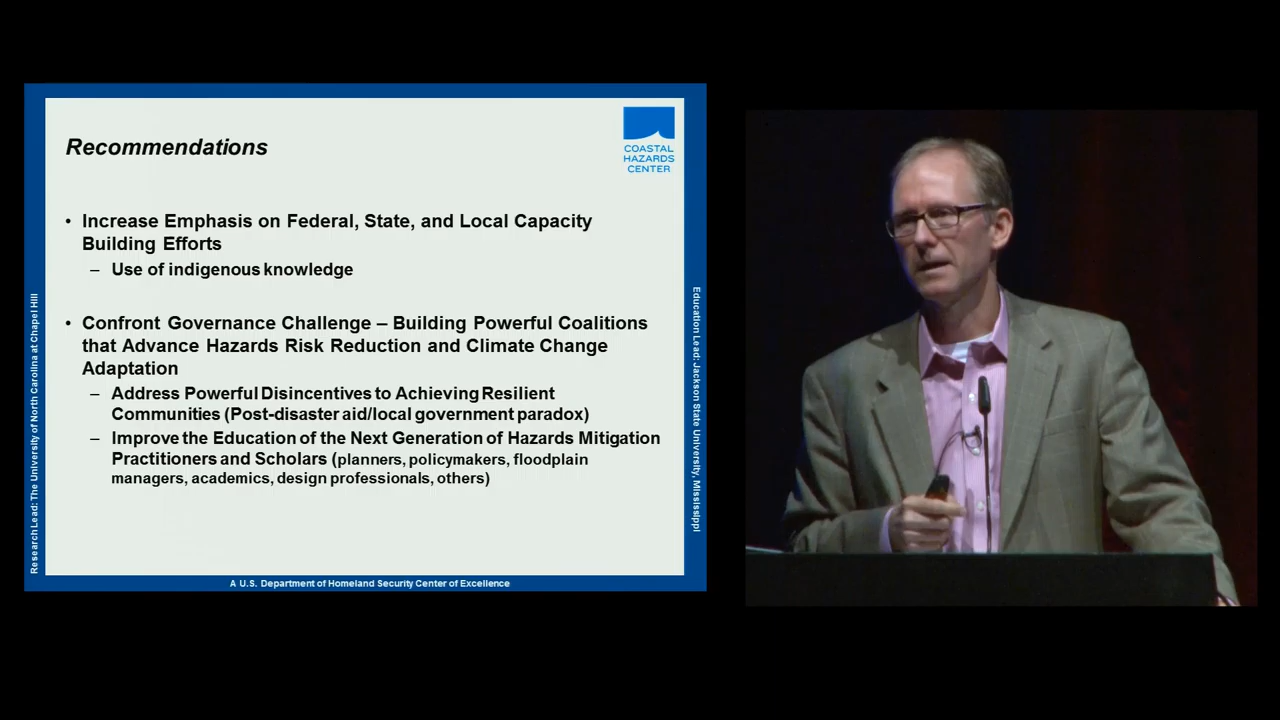 Recommendations
COASTAL
HAZARDS
CENTER
• Increase Emphasis on Federal, State, and Local Capacity
Building Efforts
– Use of indigenous knowledge
• Confront Governance Challenge – Building Powerful Coalitions
that Advance Hazards Risk Reduction and Climate Change
Adaptation
– Address Powerful Disincentives to Achieving Resilient
Communities (Post-disaster aid/local government paradox)
– Improve the Education of the Next Generation of Hazards Mitigation
Practitioners and Scholars (planners, policymakers, floodplain
managers, academics, design professionals, others)
Research Lead: The University of North Carolina at Chapel Hill
Education Lead: Jackson State University, Mississippi
A U.S. Department of Homeland Security Center of Excellence